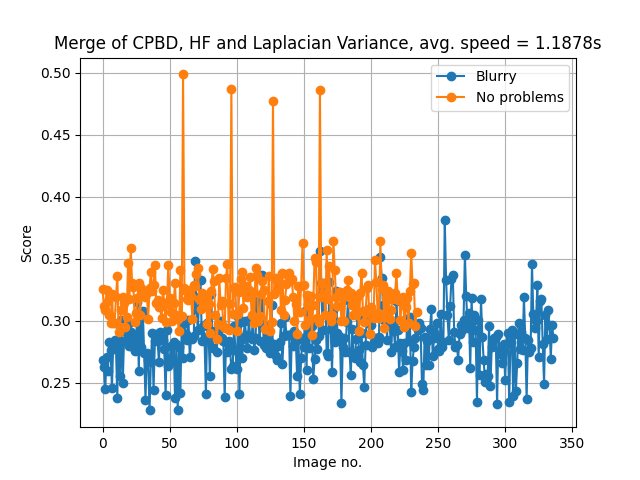 Merge of CPBD, HF and Laplacian Variance, avg. speed = 1.1878s
Blurry
No problems
Score
0.50
0.45
0.40
0.35
0.30
0.25
0 50 100 150 200 250 300 350
Image no.